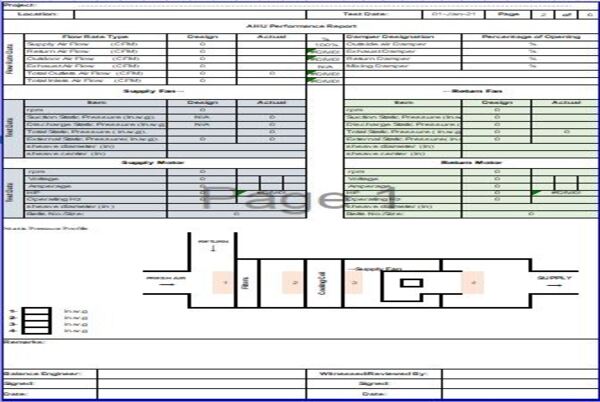 Project:
Location: Test Date: 01-Jan-21 Page 2 of 6
AHU Performance Report
Flow Rate Data
Flow Rate Type Design Actual % Damper Designation Percentage of Opening
Supply Air Flow (CFM) 0 100% Outside air Damper %
Return Air Flow (CFM) 0 #DIV/0! Exhaust Damper %
Outdoor Air Flow (CFM) 0 #DIV/0! Return Damper %
Exhaust Air Flow (CFM) 0 N/A Mixing Damper %
Total Outlets Air Flow (CFM) 0 0 #DIV/0!
Total Inlets Air Flow (CFM) 0 #DIV/0!
Supply Fan--- ---Return Fan
Test Data
Item Design Actual Item Design Actual
rpm 0 rpm 0
Suction Static Pressure (in.w.g) N/A 0 Suction Static Pressure (in.w.g) 0
Discharge Static Pressure (in.w.g) N/A 0 Discharge Static Pressure (in.w.g) 0
Total Static Pressure (in.w.g) 0 0 Total Static Pressure (in.w.g) 0 0
External Static Pressure (in.w.g) 0 0 External Static Pressure (in.w.g) 0
sheave diameter (in) sheave diameter (in)
sheave center (in) sheave center (in)
Supply Motor Return Motor
Test Data
rpm 0 rpm 0
Voltage 0 Voltage 0
Amperage 0 Amperage 0
HP 0 #DIV/0! HP 0 #DIV/0!
Operating Hz 0 Operating Hz 0
sheave diameter (in) sheave diameter (in)
Belts No./Size: 0 Belts No./Size: 0
Page 1
Static Pressure Profile
RETURN
FRESH AIR 1 Filters 2 Cooling Coil 3 ---Supply Fan 4 SUPPLY
1- in.w.g
2- in.w.g
3- in.w.g
4- in.w.g
Remarks:
Balance Engineer: Witnessed/Reviewed By:
Signed: Signed:
Date: Date: